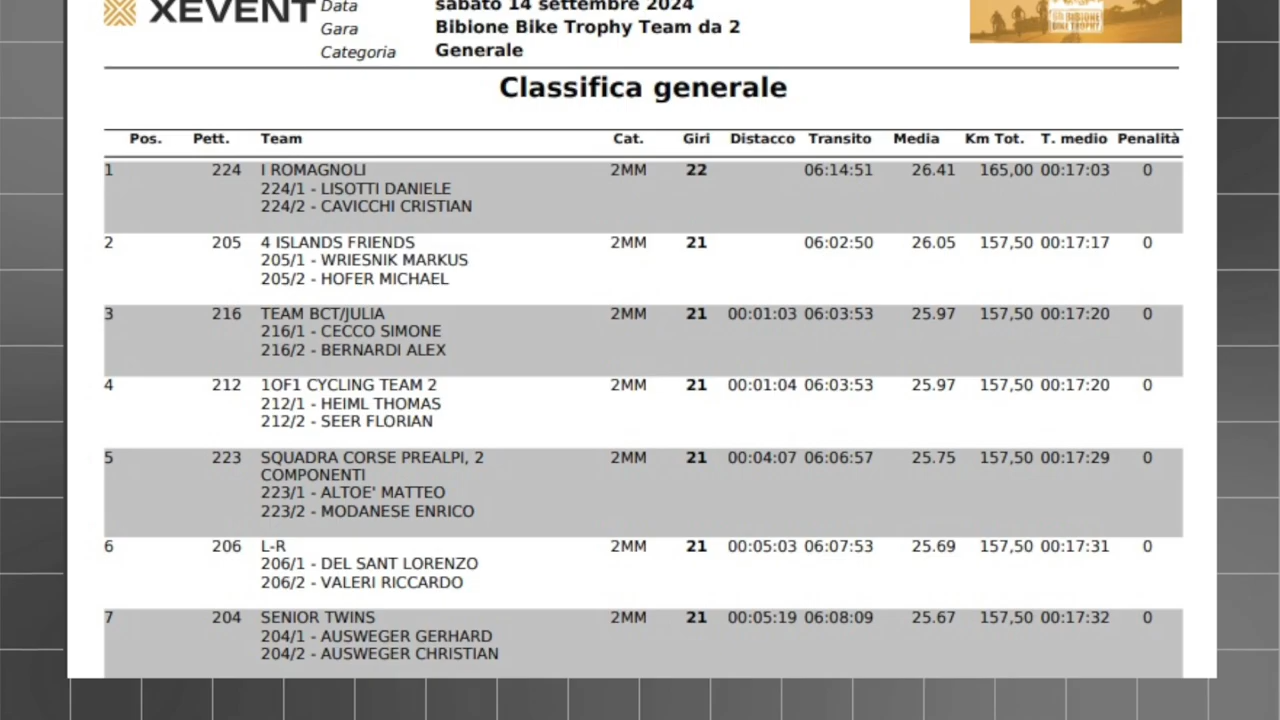 XEVENT
Data sabato 14 settembre 2024
Gara Bibione Bike Trophy Team da 2
Categoria Generale
BIBIONE
BIKE TROPHY
Classifica generale
Pos. Pett. Team Cat. Giri Distacco Transito Media Km Tot. T. medio Penalità
1 224 I ROMAGNOLI 2MM 22 06:14:51 26.41 165,00 00:17:03 0
224/1 - LISOTTI DANIELE
224/2 - CAVICCHI CRISTIAN
2 205 4 ISLANDS FRIENDS 2MM 21 06:02:50 26.05 157,50 00:17:17 0
205/1 - WRIESNIK MARKUS
205/2 - HOFER MICHAEL
3 216 TEAM BCT/JULIA 2MM 21 00:01:03 06:03:53 25.97 157,50 00:17:20 0
216/1 - CECCO SIMONE
216/2 - BERNARDI ALEX
4 212 1OF1 CYCLING TEAM 2 2MM 21 00:01:04 06:03:53 25.97 157,50 00:17:20 0
212/1 - HEIML THOMAS
212/2 - SEER FLORIAN
5 223 SQUADRA CORSE PREALPI, 2 2MM 21 00:04:07 06:06:57 25.75 157,50 00:17:29 0
COMPONENTI
223/1 - ALTOE' MATTEO
223/2 - MODANESE ENRICO
6 206 L-R 2MM 21 00:05:03 06:07:53 25.69 157,50 00:17:31 0
206/1 - DEL SANT LORENZO
206/2 - VALERI RICCARDO
7 204 SENIOR TWINS 2MM 21 00:05:19 06:08:09 25.67 157,50 00:17:32 0
204/1 - AUSWEGER GERHARD
204/2 - AUSWEGER CHRISTIAN